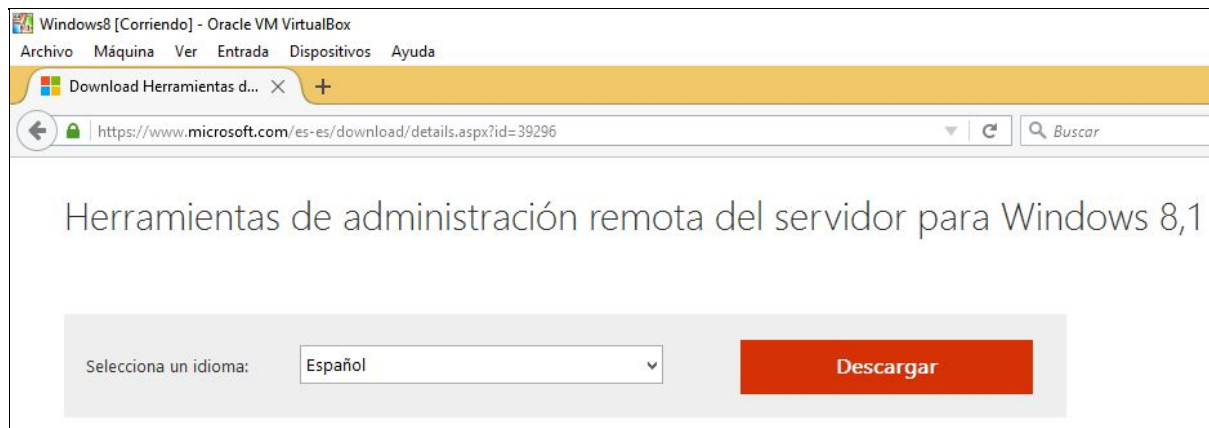 Windows8 [Corriendo] - Oracle VM VirtualBox
Archivo Máquina Ver Entrada Dispositivos Ayuda
Download Herramientas d... × +
https://www.microsoft.com/es-es/download/details.aspx?id=39296 Buscar
Herramientas de administración remota del servidor para Windows 8,1
Selecciona un idioma: Español Descargar